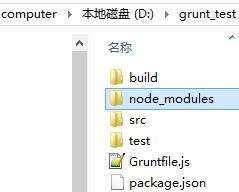 computer ▸ 本地磁盘 (D:) ▸ grunt_test
名称
build
node_modules
src
test
Gruntfile.js
package.json